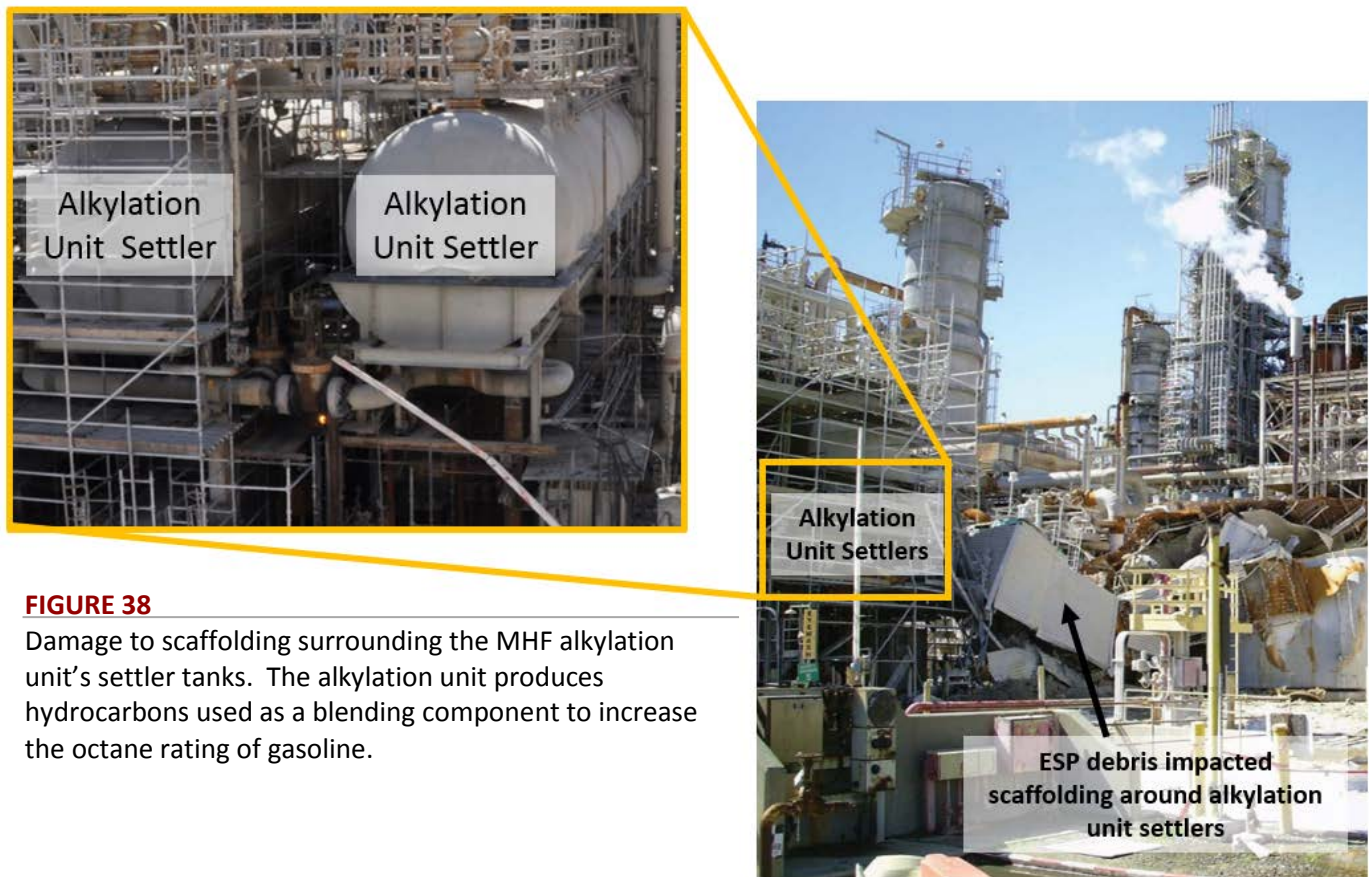 Alkylation
Unit Settler
Alkylation
Unit Settler
Alkylation
Unit Settlers
FIGURE 38
Damage to scaffolding surrounding the MHF alkylation
unit’s settler tanks. The alkylation unit produces
hydrocarbons used as a blending component to increase
the octane rating of gasoline.
ESP debris impacted
scaffolding around alkylation
unit settlers